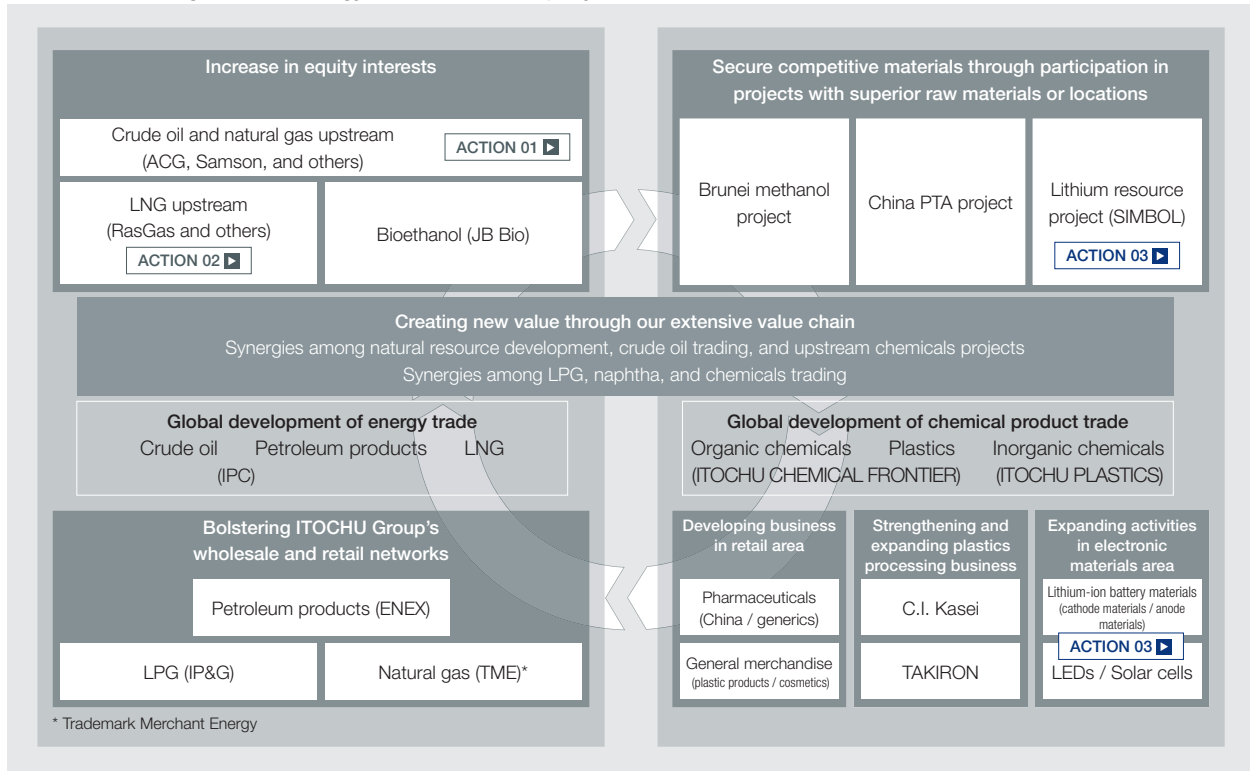 Increase in equity interests
Crude oil and natural gas upstream
(ACG, Samson, and others)
ACTION 01
LNG upstream
(RasGas and others)
ACTION 02
Bioethanol (JB Bio)
Secure competitive materials through participation in
projects with superior raw materials or locations
Brunei methanol
project
China PTA project
Lithium resource
project (SIMBOL)
ACTION 03
Creating new value through our extensive value chain
Synergies among natural resource development, crude oil trading, and upstream chemicals projects
Synergies among LPG, naphtha, and chemicals trading
Global development of energy trade
Crude oil Petroleum products LNG
(IPC)
Global development of chemical product trade
Organic chemicals Plastics Inorganic chemicals
(ITOCHU CHEMICAL FRONTIER) (ITOCHU PLASTICS)
Bolstering ITOCHU Group's
wholesale and retail networks
Petroleum products (ENEX)
LPG (IP&G)
Natural gas (TME)*
* Trademark Merchant Energy
Developing business
in retail area
Pharmaceuticals
(China / generics)
General merchandise
(plastic products / cosmetics)
Strengthening and
expanding plastics
processing business
C.I. Kasei
TAKIRON
Expanding activities
in electronic
materials area
Lithium-ion battery materials
(cathode materials / anode
materials)
ACTION 03
LEDs / Solar cells